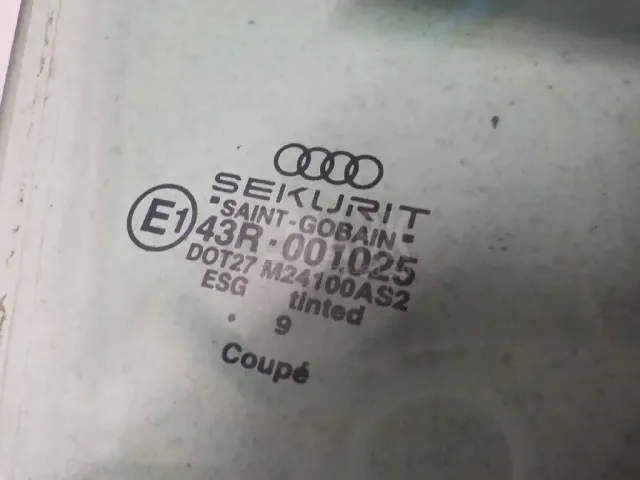 SEKURIT
"SAINT-GOBAIN"
E1 43R-001025
DOT27 M24100AS2
ESG tinted
. 9
Coupé